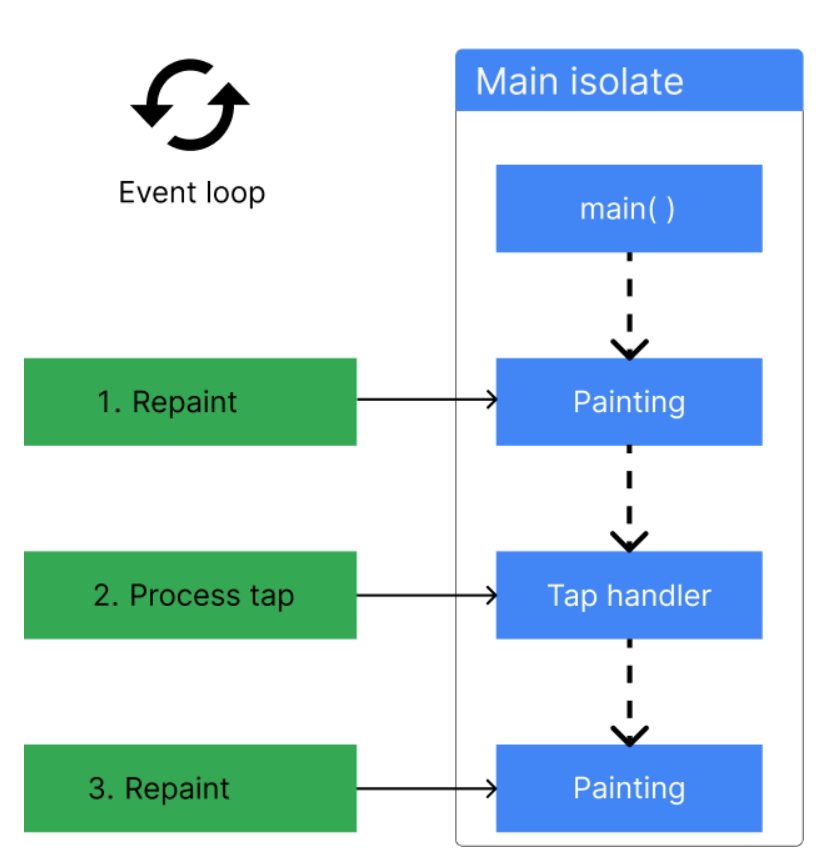 Main isolate
Event loop
main( )
1. Repaint
Painting
2. Process tap
Tap handler
3. Repaint
Painting